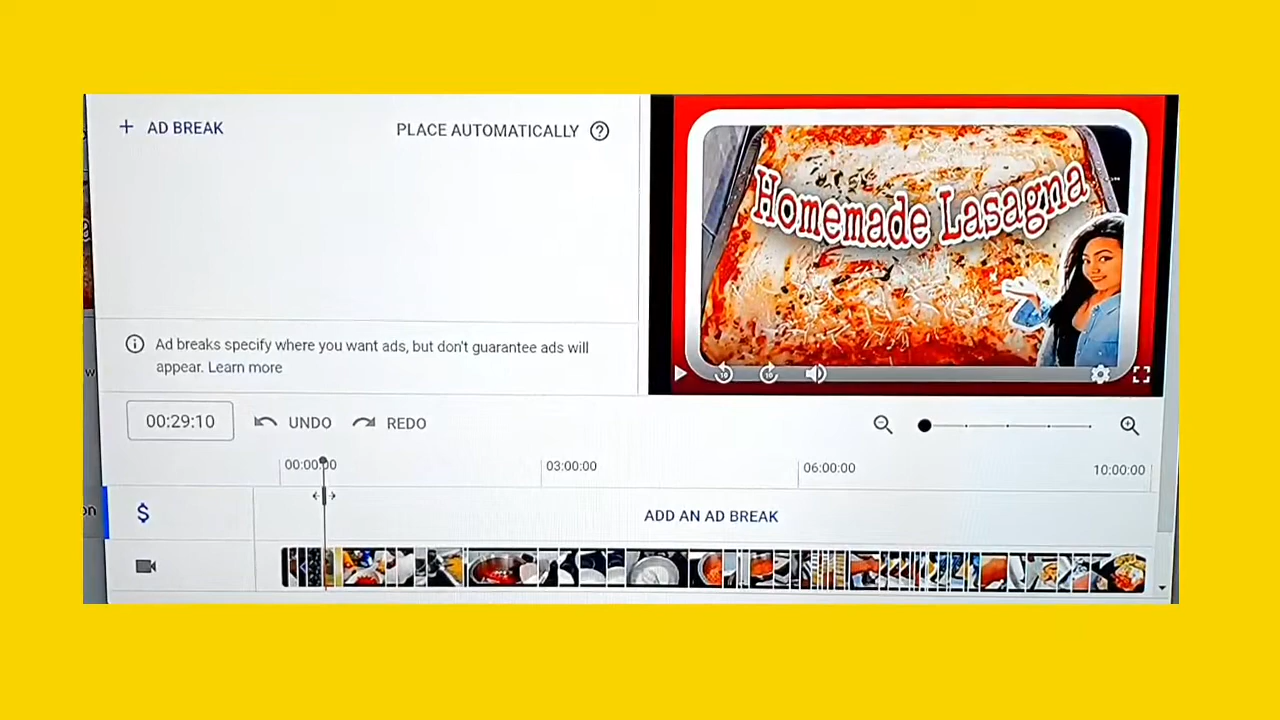 + AD BREAK
PLACE AUTOMATICALLY ?
Homemade Lasagna
Ad breaks specify where you want ads, but don't guarantee ads will
appear. Learn more
00:29:10
UNDO
REDO
00:00:00
03:00:00
06:00:00
10:00:00
on
$
ADD AN AD BREAK